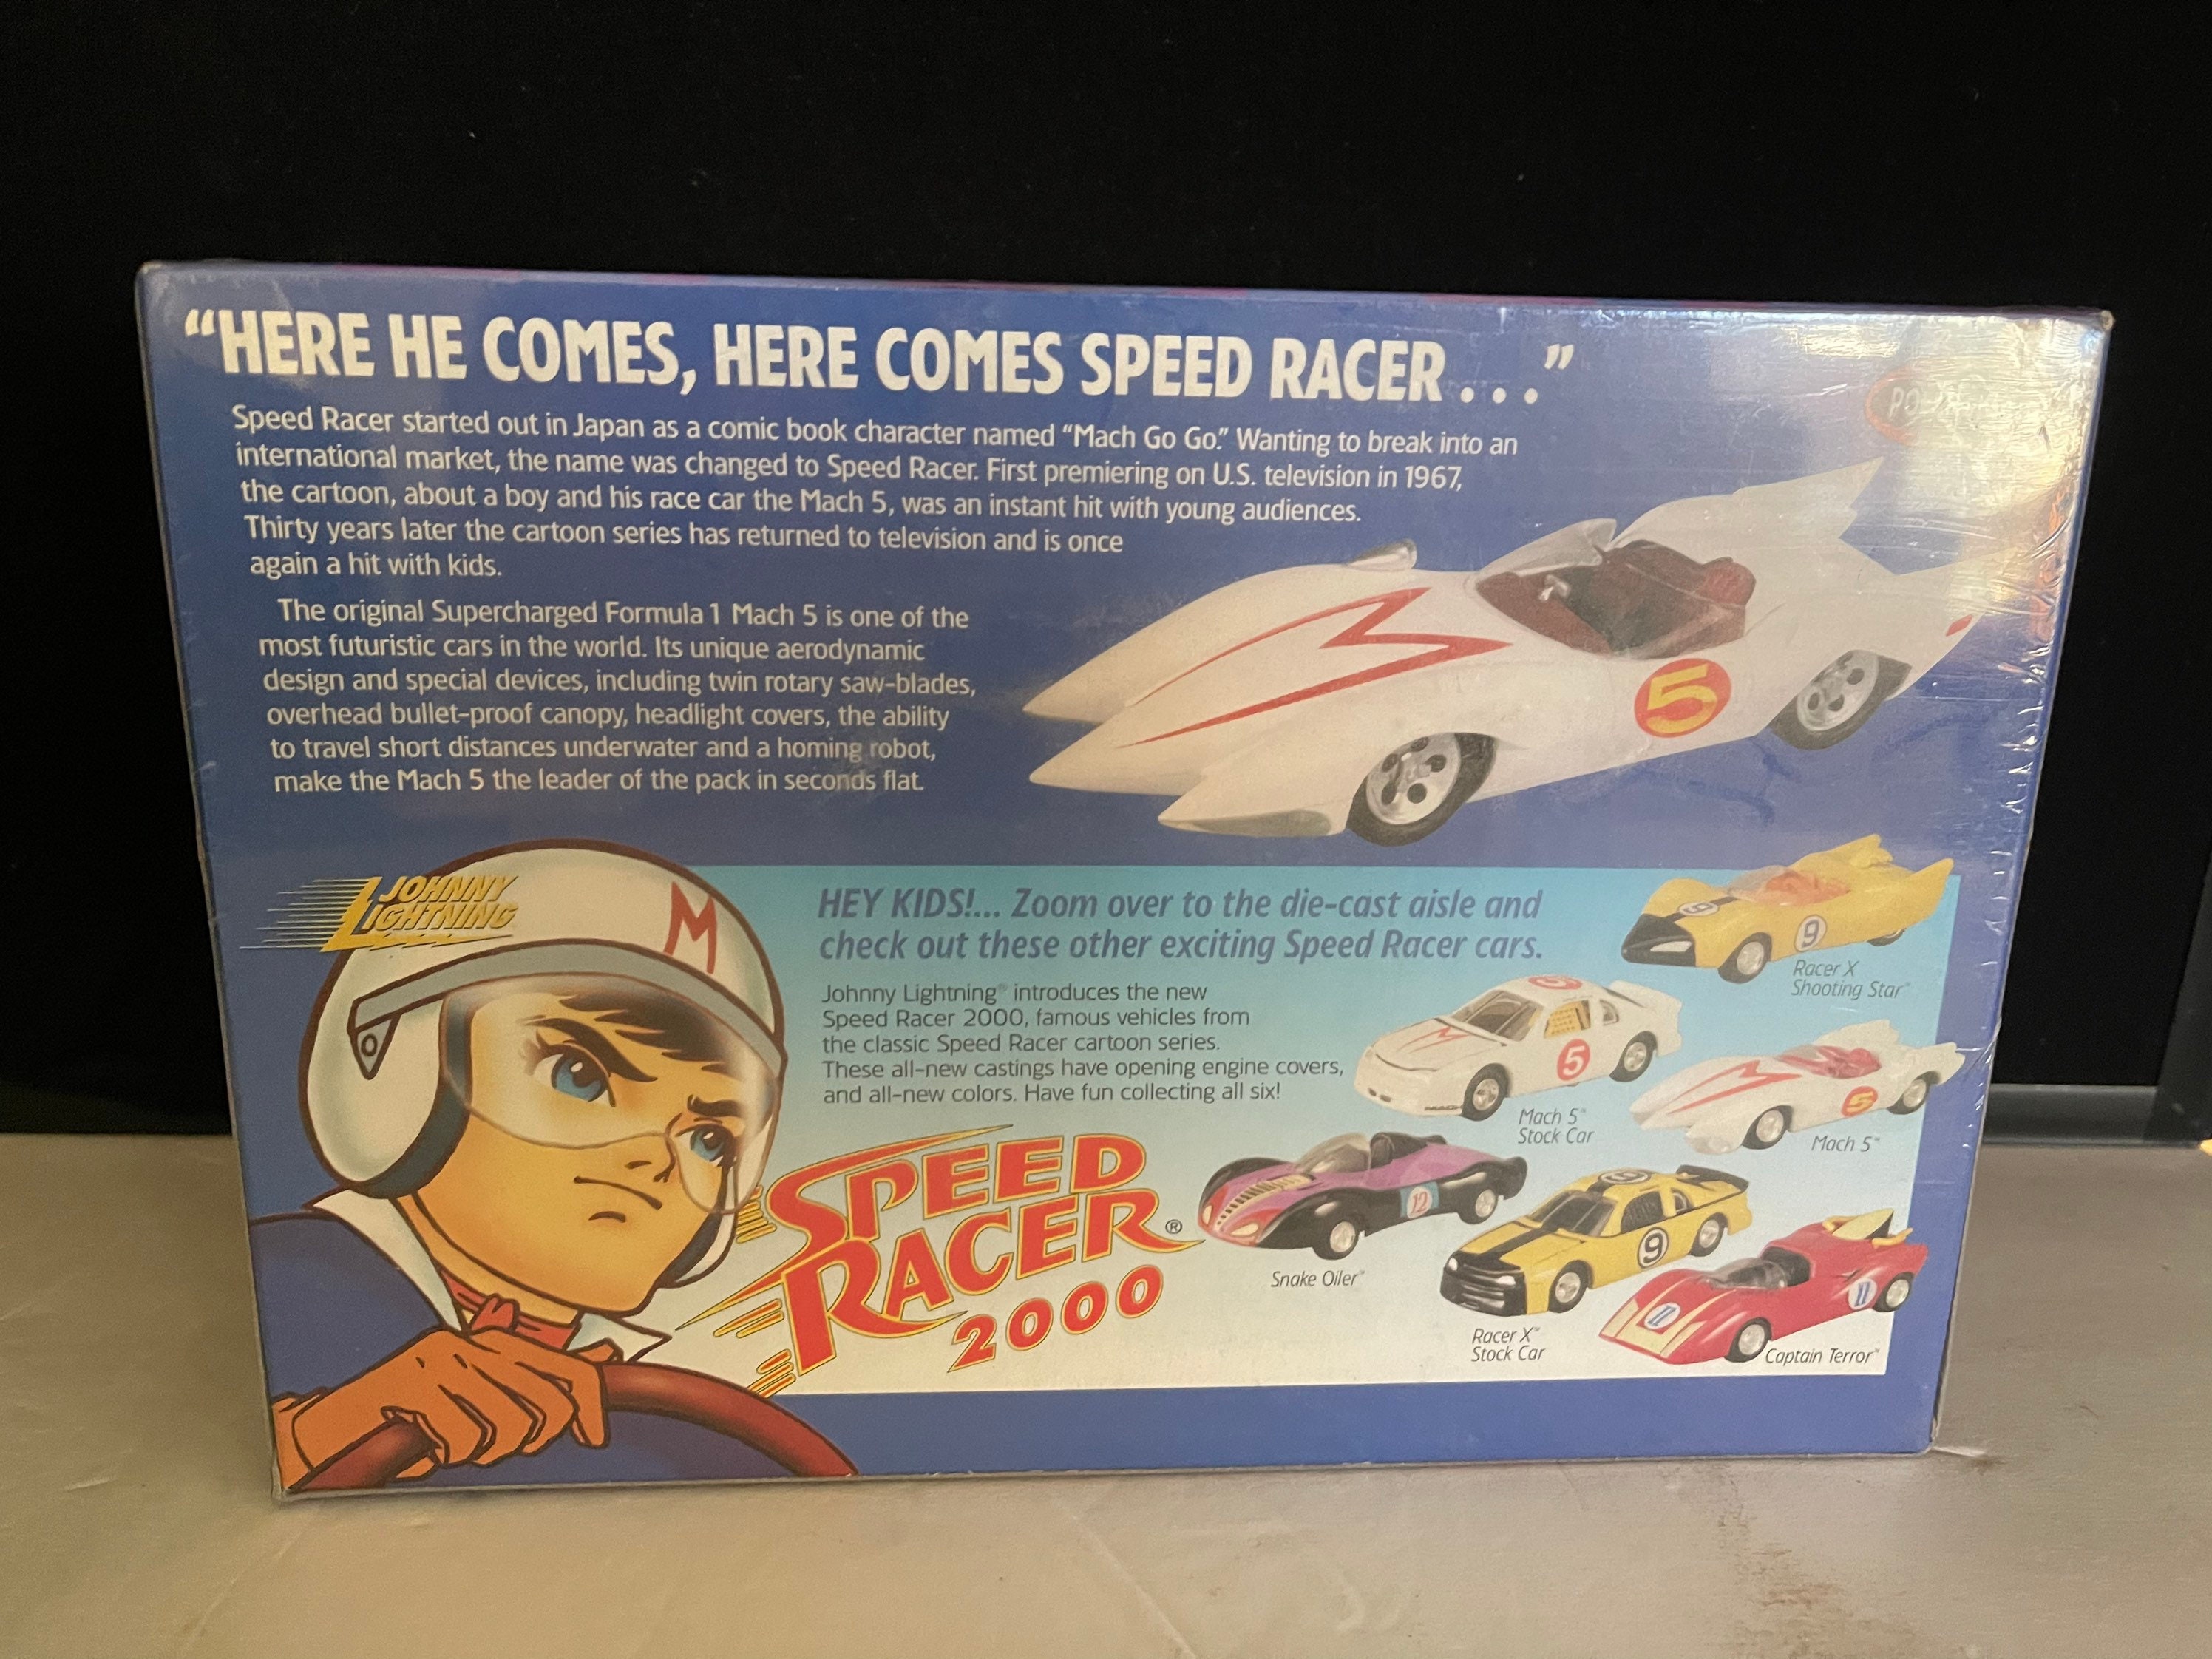 “HERE HE COMES, HERE COMES SPEED RACER . . .”
Speed Racer started out in Japan as a comic book character named “Mach Go Go.” Wanting to break into an
international market, the name was changed to Speed Racer. First premiering on U.S. television in 1967,
the cartoon, about a boy and his race car the Mach 5, was an instant hit with young audiences.
Thirty years later the cartoon series has returned to television and is once
again a hit with kids.
The original Supercharged Formula 1 Mach 5 is one of the
most futuristic cars in the world. Its unique aerodynamic
design and special devices, including twin rotary saw-blades,
overhead bullet-proof canopy, headlight covers, the ability
to travel short distances underwater and a homing robot,
make the Mach 5 the leader of the pack in seconds flat.
5
JOHNNY
LIGHTNING
M
HEY KIDS!... Zoom over to the die-cast aisle and
check out these other exciting Speed Racer cars.
Johnny Lightning® introduces the new
Speed Racer 2000, famous vehicles from
the classic Speed Racer cartoon series.
These all-new castings have opening engine covers,
and all-new colors. Have fun collecting all six!
9
9
Racer X
Shooting Star™
5
5
Mach 5™
Stock Car
5
Mach 5™
12
Snake Oiler™
9
9
Racer X™
Stock Car
11
11
Captain Terror™
SPEED
RACER®
2000